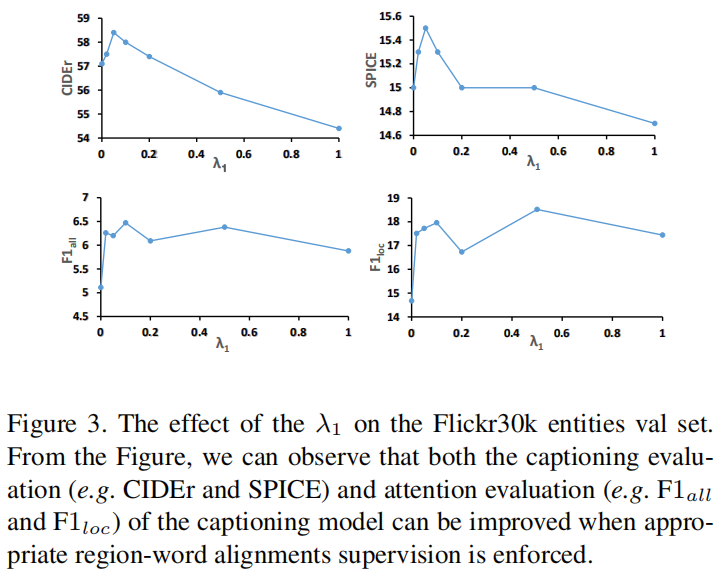 59
58
57
56
55
54
CIDEr
0 0.2 0.4 0.6 0.8 1
λ1
15.6
15.4
15.2
15
14.8
14.6
SPICE
0 0.2 0.4 0.6 0.8 1
λ1
7
6.5
6
5.5
5
4.5
F1all
0 0.2 0.4 0.6 0.8 1
λ1
19
18
17
16
15
14
F1loc
0 0.2 0.4 0.6 0.8 1
λ1
Figure 3. The effect of the λ1 on the Flickr30k entities val set.
From the Figure, we can observe that both the captioning evalu-
ation (e.g. CIDEr and SPICE) and attention evaluation (e.g. F1all
and F1loc) of the captioning model can be improved when appro-
priate region-word alignments supervision is enforced.